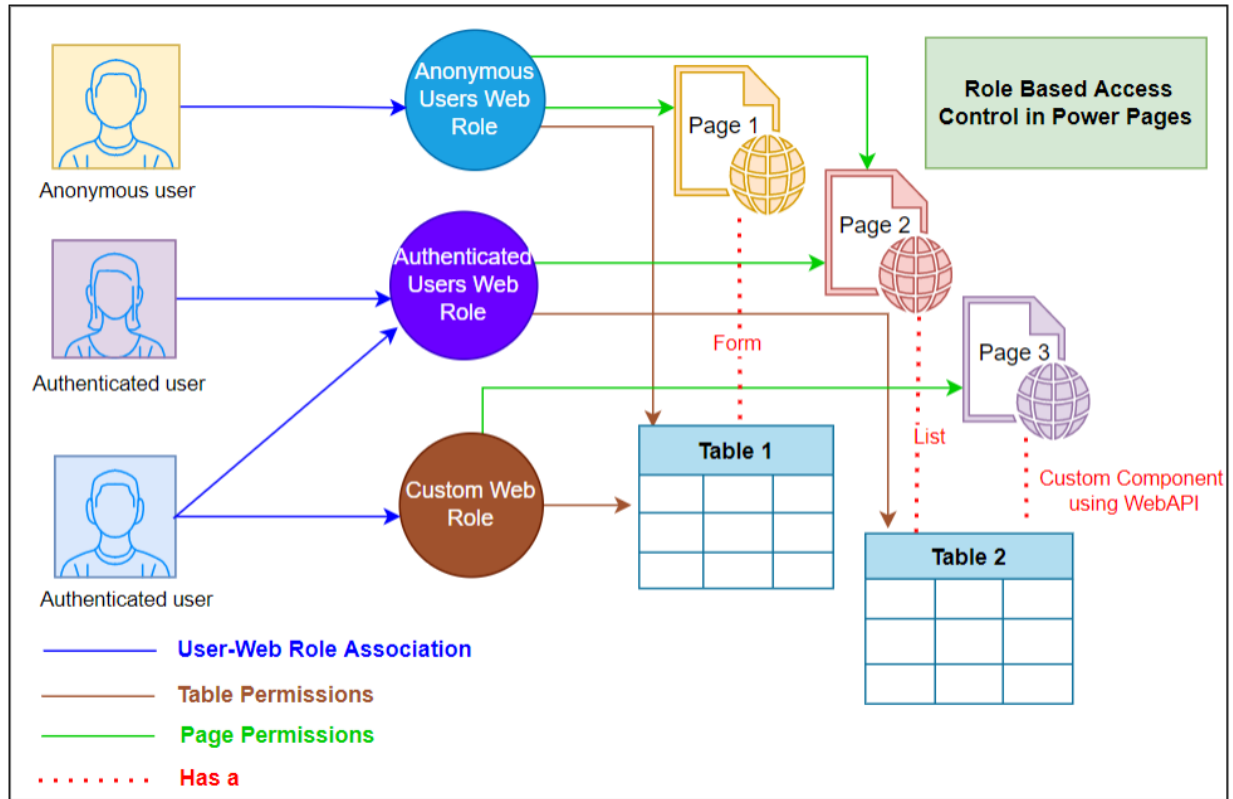 Anonymous
Users Web
Role
Page 1
Role Based Access
Control in Power Pages
Anonymous user
Authenticated
Users Web
Role
Page 2
Authenticated user
Form
Page 3
Custom Web
Role
Table 1
List
Custom Component
using WebAPI
Table 2
Authenticated user
User-Web Role Association
Table Permissions
Page Permissions
Has a